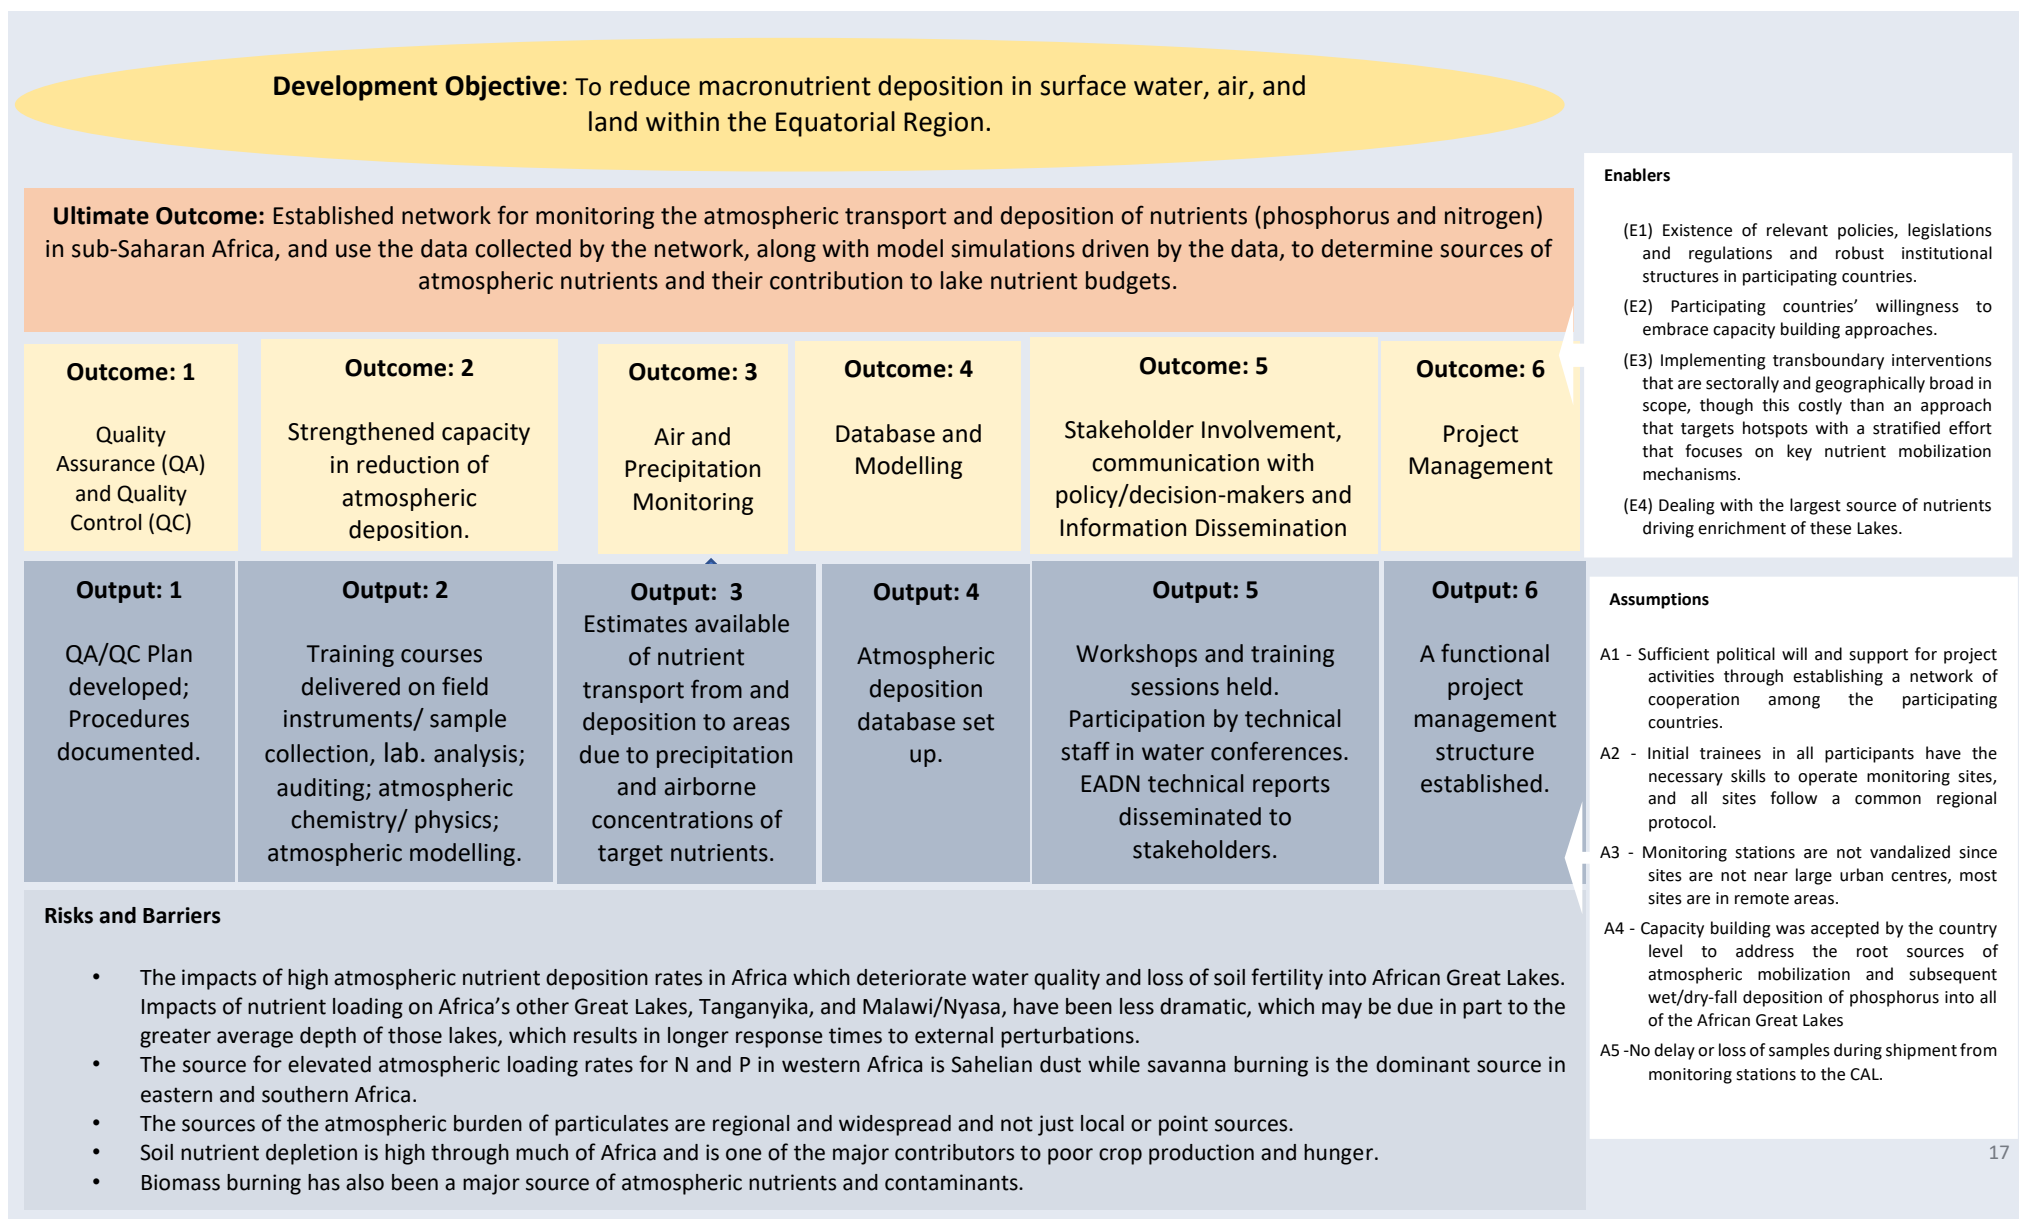 Development Objective: To reduce macronutrient deposition in surface water, air, and
land within the Equatorial Region.
Ultimate Outcome: Established network for monitoring the atmospheric transport and deposition of nutrients (phosphorus and nitrogen)
in sub-Saharan Africa, and use the data collected by the network, along with model simulations driven by the data, to determine sources of
atmospheric nutrients and their contribution to lake nutrient budgets.
Outcome: 1
Quality
Assurance (QA)
and Quality
Control (QC)
Outcome: 2
Strengthened capacity
in reduction of
atmospheric
deposition.
Outcome: 3
Air and
Precipitation
Monitoring
Outcome: 4
Database and
Modelling
Outcome: 5
Stakeholder Involvement,
communication with
policy/decision-makers and
Information Dissemination
Outcome: 6
Project
Management
Output: 1
QA/QC Plan
developed;
Procedures
documented.
Output: 2
Training courses
delivered on field
instruments/ sample
collection, lab. analysis;
auditing; atmospheric
chemistry/ physics;
atmospheric modelling.
Output: 3
Estimates available
of nutrient
transport from and
deposition to areas
due to precipitation
and airborne
concentrations of
target nutrients.
Output: 4
Atmospheric
deposition
database set
up.
Output: 5
Workshops and training
sessions held.
Participation by technical
staff in water conferences.
EADN technical reports
disseminated to
stakeholders.
Output: 6
A functional
project
management
structure
established.
Risks and Barriers
• The impacts of high atmospheric nutrient deposition rates in Africa which deteriorate water quality and loss of soil fertility into African Great Lakes.
Impacts of nutrient loading on Africa's other Great Lakes, Tanganyika, and Malawi/Nyasa, have been less dramatic, which may be due in part to the
greater average depth of those lakes, which results in longer response times to external perturbations.
• The source for elevated atmospheric loading rates for N and P in western Africa is Sahelian dust while savanna burning is the dominant source in
eastern and southern Africa.
• The sources of the atmospheric burden of particulates are regional and widespread and not just local or point sources.
• Soil nutrient depletion is high through much of Africa and is one of the major contributors to poor crop production and hunger.
• Biomass burning has also been a major source of atmospheric nutrients and contaminants.
Enablers
(E1) Existence of relevant policies, legislations
and regulations and robust institutional
structures in participating countries.
(E2) Participating countries' willingness to
embrace capacity building approaches.
(E3) Implementing transboundary interventions
that are sectorally and geographically broad in
scope, though this costly than an approach
that targets hotspots with a stratified effort
that focuses on key nutrient mobilization
mechanisms.
(E4) Dealing with the largest source of nutrients
driving enrichment of these Lakes.
Assumptions
A1 - Sufficient political will and support for project
activities through establishing a network of
cooperation among the participating
countries.
A2 - Initial trainees in all participants have the
necessary skills to operate monitoring sites,
and all sites follow a common regional
protocol.
A3 - Monitoring stations are not vandalized since
sites are not near large urban centres, most
sites are in remote areas.
A4 - Capacity building was accepted by the country
level to address the root sources of
atmospheric mobilization and subsequent
wet/dry-fall deposition of phosphorus into all
of the African Great Lakes
A5 -No delay or loss of samples during shipment from
monitoring stations to the CAL.
17